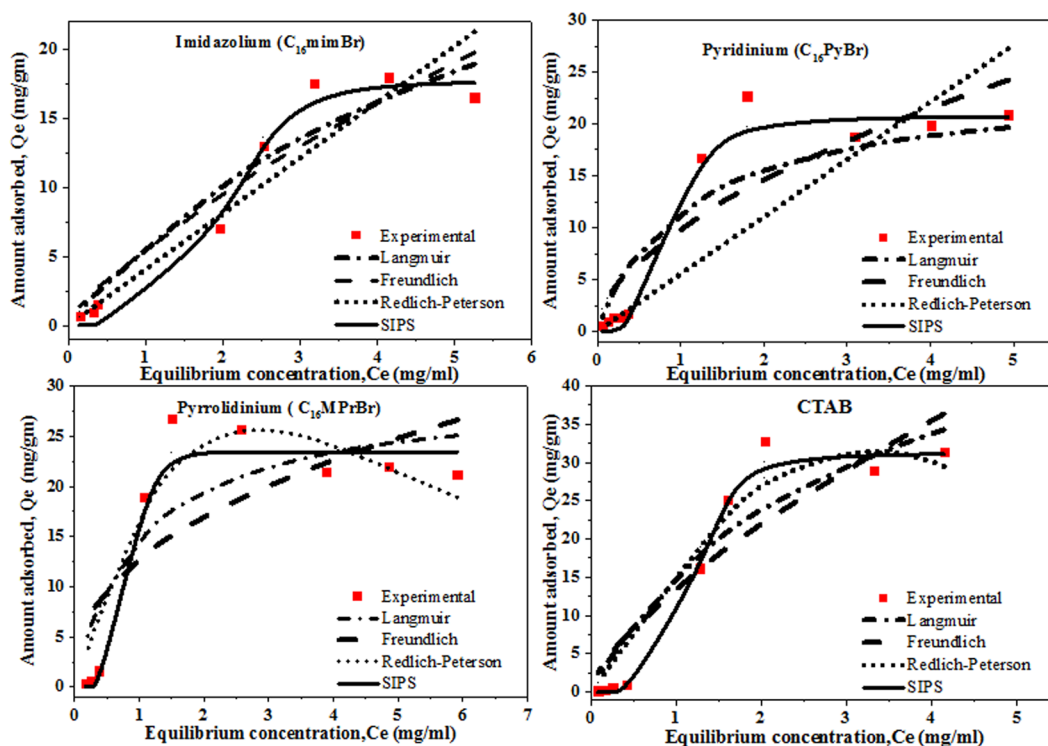 Imidazolium (C16mimBr)
Amount adsorbed, Qe (mg/gm)
20
15
10
5
0
Experimental
Langmuir
Freundlich
Redlich-Peterson
SIPS
0 1 2 3 4 5 6
Equilibrium concentration,Ce (mg/ml)
Pyridinium (C16PyBr)
Amount adsorbed, Qe (mg/gm)
30
25
20
15
10
5
0
Experimental
Langmuir
Freundlich
Redlich-Peterson
SIPS
0 1 2 3 4 5
Equilibrium concentration,Ce (mg/ml)
Pyrrolidinium ( C16MPrBr)
Amount adsorbed, Qe (mg/gm)
30
25
20
15
10
5
0
Experimental
Langmuir
Freundlich
Redlich-Peterson
SIPS
0 1 2 3 4 5 6 7
Equilibrium concentration,Ce (mg/ml)
CTAB
Amount adsorbed, Qe (mg/gm)
40
35
30
25
20
15
10
5
0
Experimental
Langmuir
Freundlich
Redlich-Peterson
SIPS
0 1 2 3 4 5
Equilibrium concentration,Ce (mg/ml)